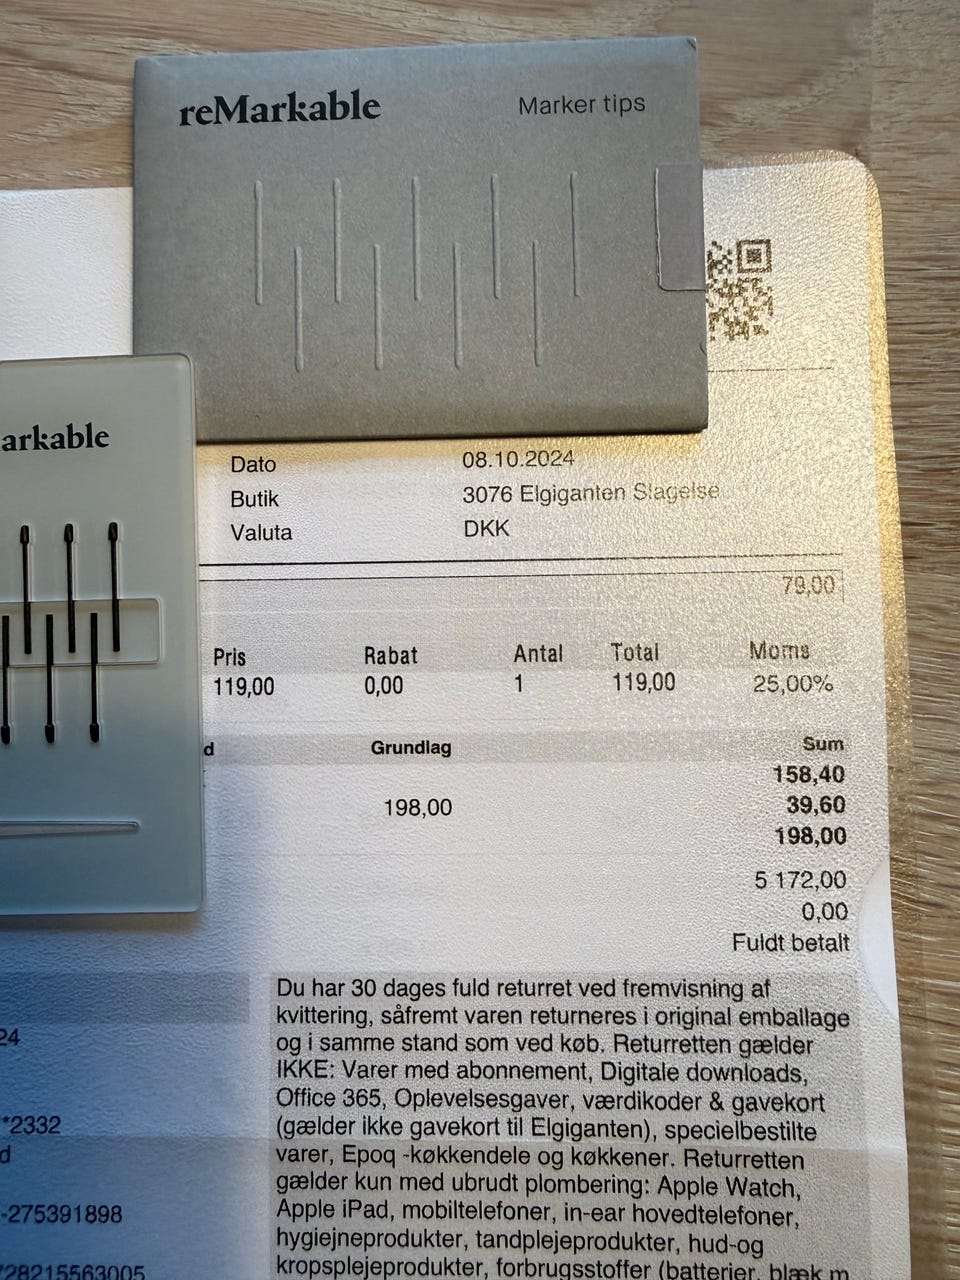 reMarkable
Marker tips
arkable
Dato 08.10.2024
Butik 3076 Elgiganten Slagelse
Valuta DKK
79,00
Pris Rabat Antal Total Moms
119,00 0,00 1 119,00 25,00%
d Grundlag Sum
158,40
198,00 39,60
198,00
5 172,00
0,00
Fuldt betalt
Du har 30 dages fuld returret ved fremvisning af
kvittering, såfremt varen returneres i original emballage
og i samme stand som ved køb. Returretten gælder
IKKE: Varer med abonnement, Digitale downloads,
Office 365, Oplevelsesgaver, værdikoder & gavekort
(gælder ikke gavekort til Elgiganten), specielbestilte
varer, Epoq -køkkendele og køkkener. Returretten
gælder kun med ubrudt plombering: Apple Watch,
Apple iPad, mobiltelefoner, in-ear hovedtelefoner,
hygiejneprodukter, tandplejeprodukter, hud-og
kropsplejeprodukter, forbrugsstoffer (batterier, blæk m
24
*2332
d
-275391898
728215563005